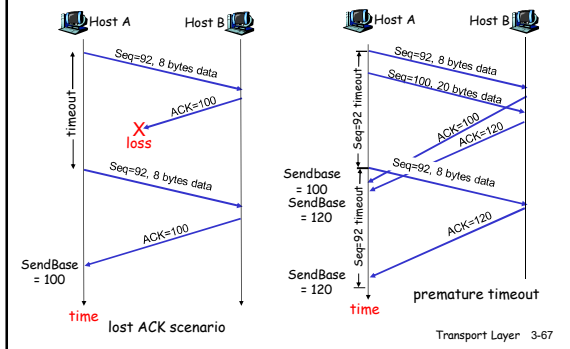 Host A
Host B
Seq=92, 8 bytes data
timeout
ACK=100
X
loss
Seq=92, 8 bytes data
ACK=100
SendBase
= 100
time
lost ACK scenario
Host A
Host B
Seq=92, 8 bytes data
Seq=100, 20 bytes data
Seq=92 timeout
ACK=100
ACK=120
Seq=92, 8 bytes data
Sendbase
= 100
SendBase
= 120
Seq=92 timeout
ACK=120
SendBase
= 120
time
premature timeout
Transport Layer 3-67